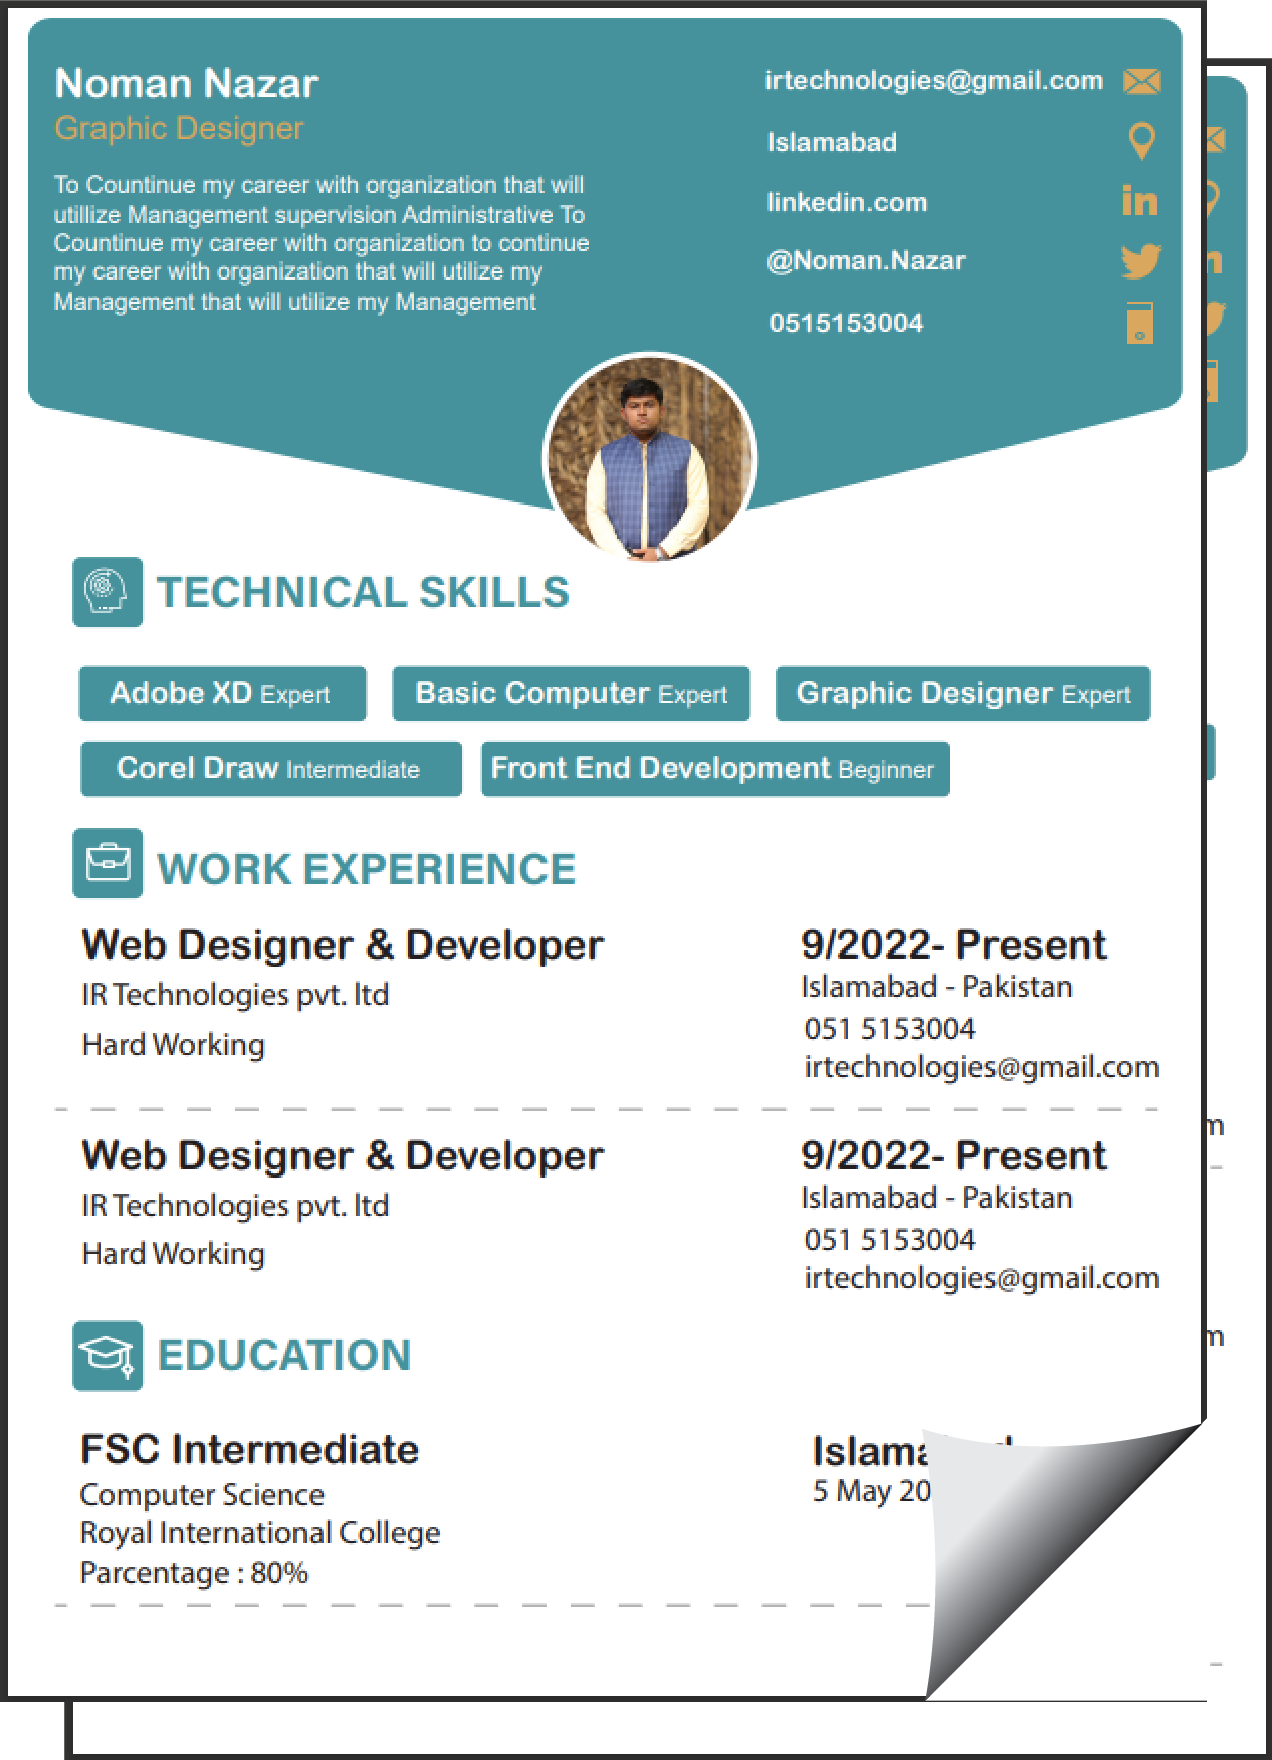 Noman Nazar
Graphic Designer
To Countinue my career with organization that will
utillize Management supervision Administrative To
Countinue my career with organization to continue
my career with organization that will utilize my
Management that will utilize my Management
irtechnologies@gmail.com
Islamabad
in
linkedin.com
@Noman.Nazar
0515153004
TECHNICAL SKILLS
Adobe XD Expert
Basic Computer Expert
Graphic Designer Expert
Corel Draw Intermediate
Front End Development Beginner
WORK EXPERIENCE
Web Designer & Developer
IR Technologies pvt. ltd
Hard Working
9/2022- Present
Islamabad - Pakistan
051 5153004
irtechnologies@gmail.com
Web Designer & Developer
IR Technologies pvt. ltd
Hard Working
9/2022- Present
Islamabad - Pakistan
051 5153004
irtechnologies@gmail.com
EDUCATION
FSC Intermediate
Computer Science
Royal International College
Parcentage : 80%
5 May